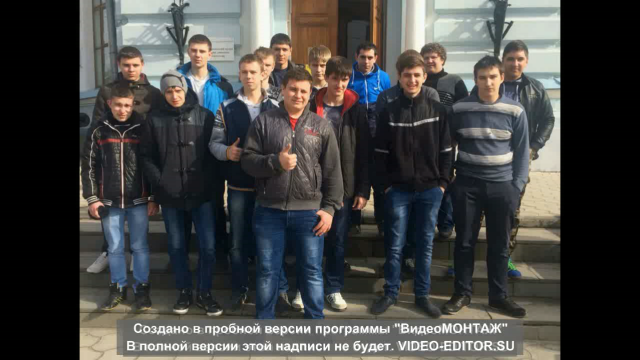 Создано в пробной версии программы "ВидеоМОНТАЖ"
В полной версии этой надписи не будет. VIDEO-EDITOR.SU